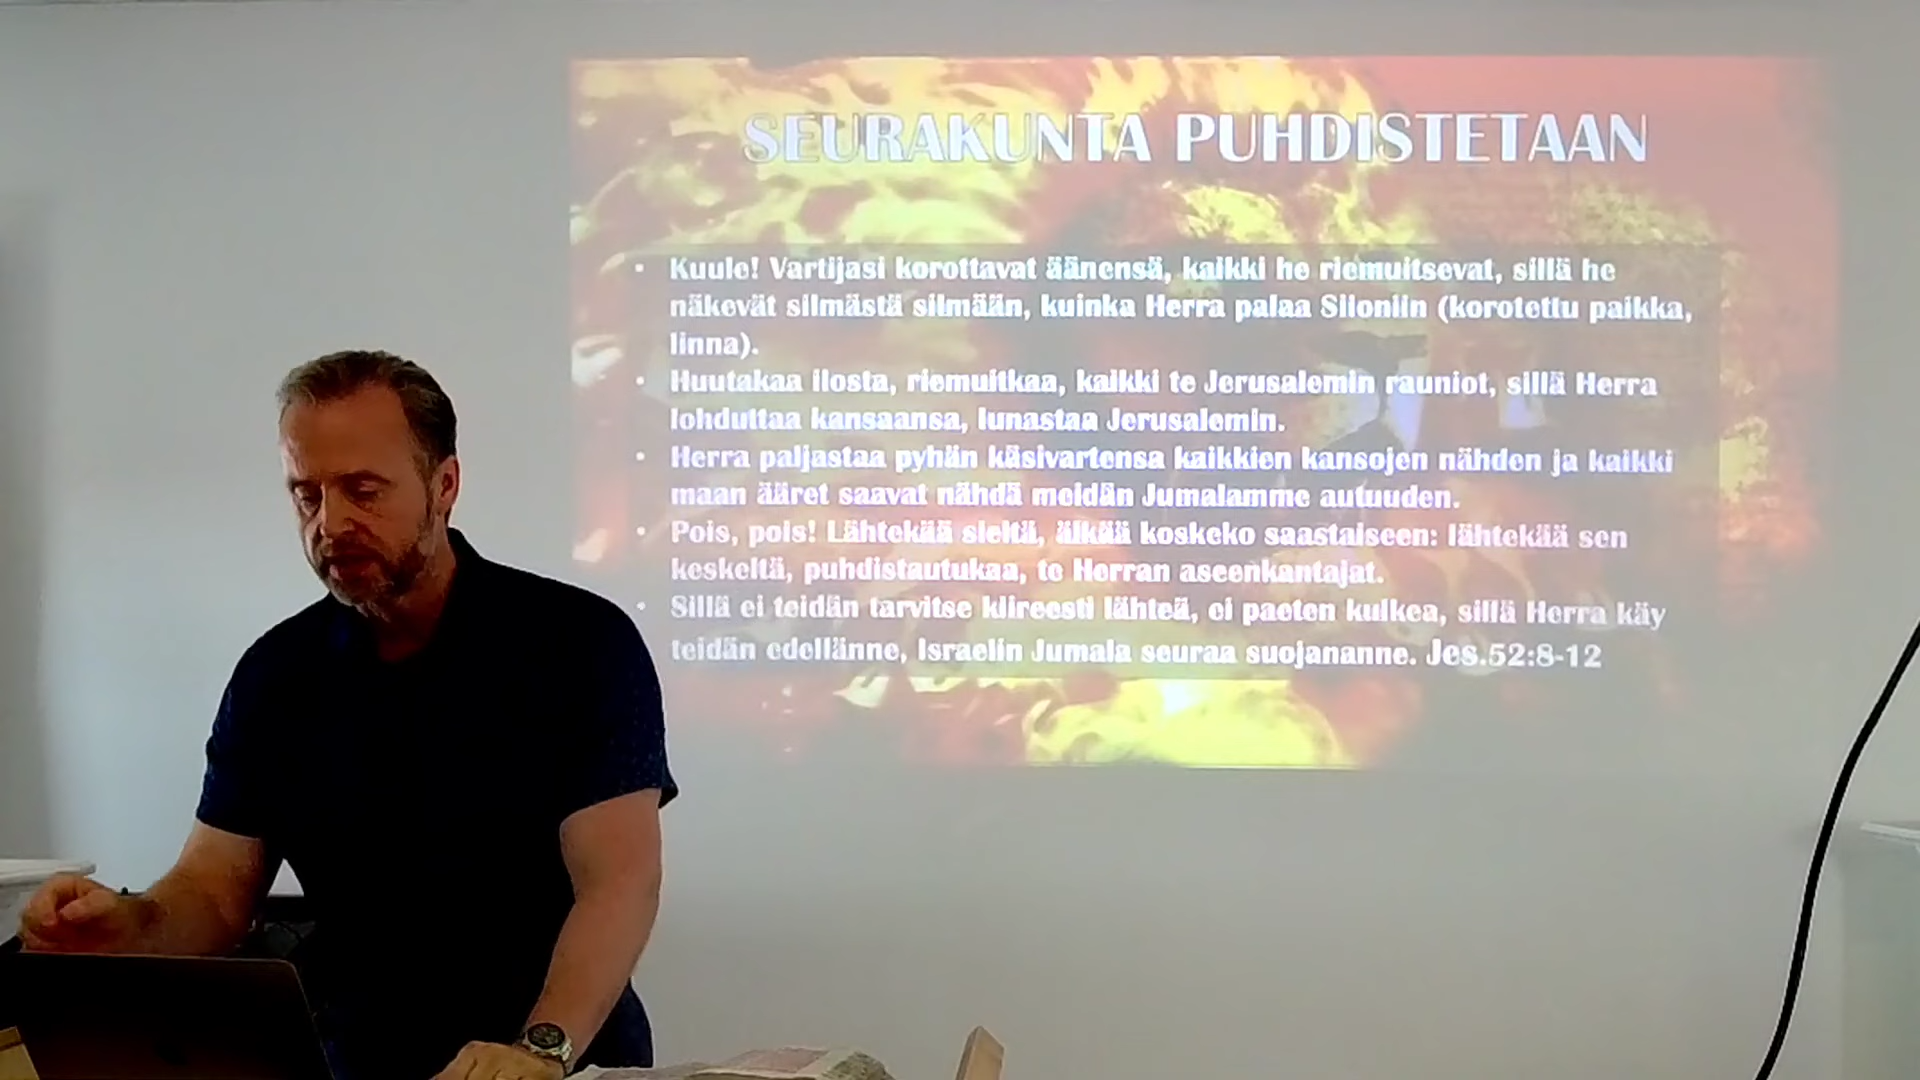 SEURAKUNTA PUHDISTETAAN
• Kuule! Vartijasi korottavat äänensä, kaikki he riemuitsevat, sillä he
näkevät silmästä silmään, kuinka Herra palaa Siioniin (korotettu paikka,
linna).
• Huutakaa ilosta, riemuitkaa, kaikki te Jerusalemin rauniot, sillä Herra
lohduttaa kansaansa, lunastaa Jerusalemin.
• Herra paljastaa pyhän käsivartensa kaikkien kansojen nähden ja kaikki
maan ääret saavat nähdä meidän Jumalamme autuuden.
• Pois, pois! Lähtekää sieltä, älkää koskeko saastaiseen: lähtekää sen
keskeltä, puhdistautukaa, te Herran aseenkantajat.
• Sillä ei teidän tarvitse kiireesti lähteä, ei paeten kulkea, sillä Herra käy
teidän edellänne, Israelin Jumala seuraa suojananne. Jes.52:8-12